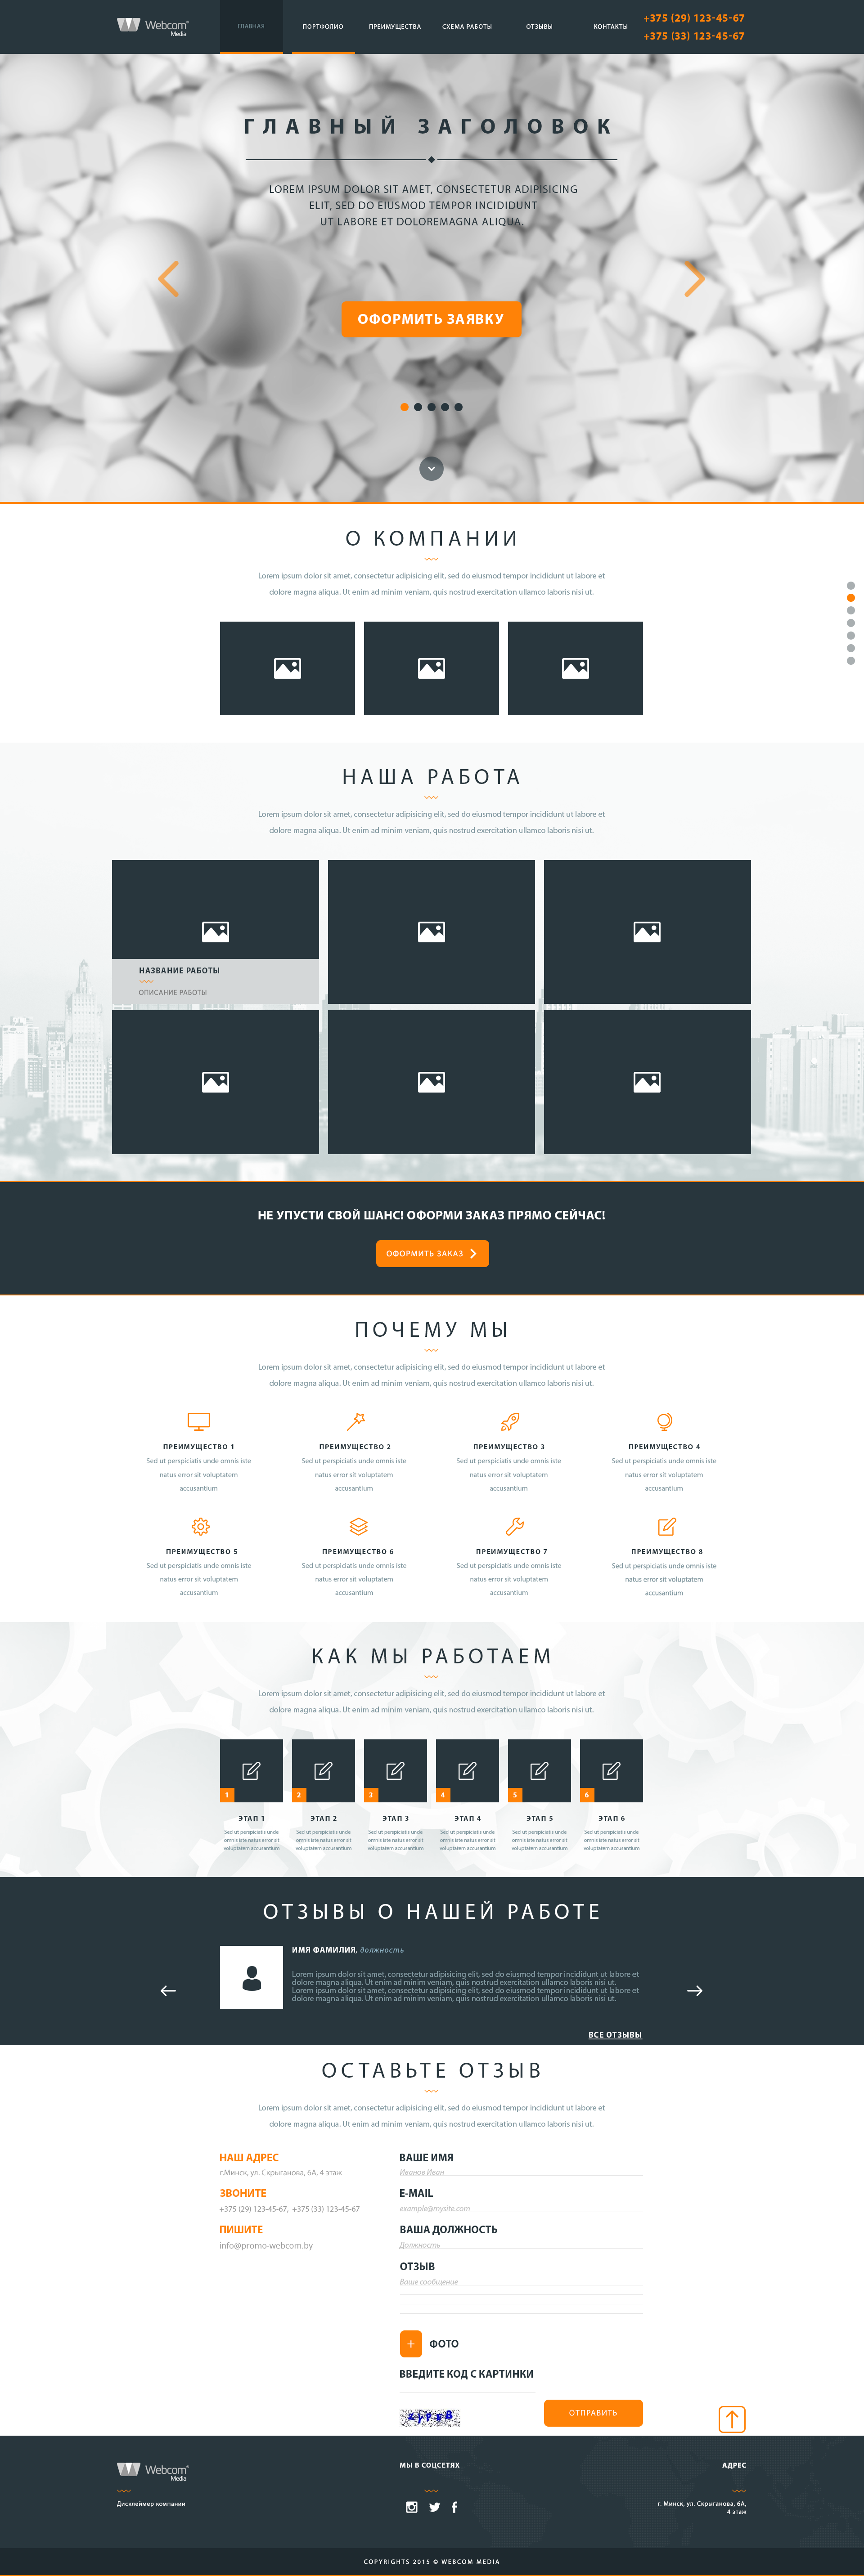 Webcom
Media
ГЛАВНАЯ
ПОРТФОЛИО
ПРЕИМУЩЕСТВА
СХЕМА РАБОТЫ
ОТЗЫВЫ
КОНТАКТЫ
+375 (29) 123-45-67
+375 (33) 123-45-67
ГЛАВНЫЙ ЗАГОЛОВОК
LOREM IPSUM DOLOR SIT AMET, CONSECTETUR ADIPISICING
ELIT, SED DO EIUSMOD TEMPOR INCIDIDUNT
UT LABORE ET DOLOREMAGNA ALIQUA.
ОФОРМИТЬ ЗАЯВКУ
О КОМПАНИИ
Lorem ipsum dolor sit amet, consectetur adipisicing elit, sed do eiusmod tempor incididunt ut labore et
dolore magna aliqua. Ut enim ad minim veniam, quis nostrud exercitation ullamco laboris nisi ut.
НАША РАБОТА
Lorem ipsum dolor sit amet, consectetur adipisicing elit, sed do eiusmod tempor incididunt ut labore et
dolore magna aliqua. Ut enim ad minim veniam, quis nostrud exercitation ullamco laboris nisi ut.
НАЗВАНИЕ РАБОТЫ
ОПИСАНИЕ РАБОТЫ
НЕ УПУСТИ СВОЙ ШАНС! ОФОРМИ ЗАКАЗ ПРЯМО СЕЙЧАС!
ОФОРМИТЬ ЗАКАЗ
ПОЧЕМУ МЫ
Lorem ipsum dolor sit amet, consectetur adipisicing elit, sed do eiusmod tempor incididunt ut labore et
dolore magna aliqua. Ut enim ad minim veniam, quis nostrud exercitation ullamco laboris nisi ut.
ПРЕИМУЩЕСТВО 1
Sed ut perspiciatis unde omnis iste
natus error sit voluptatem
accusantium
ПРЕИМУЩЕСТВО 2
Sed ut perspiciatis unde omnis iste
natus error sit voluptatem
accusantium
ПРЕИМУЩЕСТВО 3
Sed ut perspiciatis unde omnis iste
natus error sit voluptatem
accusantium
ПРЕИМУЩЕСТВО 4
Sed ut perspiciatis unde omnis iste
natus error sit voluptatem
accusantium
ПРЕИМУЩЕСТВО 5
Sed ut perspiciatis unde omnis iste
natus error sit voluptatem
accusantium
ПРЕИМУЩЕСТВО 6
Sed ut perspiciatis unde omnis iste
natus error sit voluptatem
accusantium
ПРЕИМУЩЕСТВО 7
Sed ut perspiciatis unde omnis iste
natus error sit voluptatem
accusantium
ПРЕИМУЩЕСТВО 8
Sed ut perspiciatis unde omnis iste
natus error sit voluptatem
accusantium
КАК МЫ РАБОТАЕМ
Lorem ipsum dolor sit amet, consectetur adipisicing elit, sed do eiusmod tempor incididunt ut labore et
dolore magna aliqua. Ut enim ad minim veniam, quis nostrud exercitation ullamco laboris nisi ut.
1
ЭТАП 1
Sed ut perspiciatis unde
omnis iste natus error sit
voluptatem accusantium
2
ЭТАП 2
Sed ut perspiciatis unde
omnis iste natus error sit
voluptatem accusantium
3
ЭТАП 3
Sed ut perspiciatis unde
omnis iste natus error sit
voluptatem accusantium
4
ЭТАП 4
Sed ut perspiciatis unde
omnis iste natus error sit
voluptatem accusantium
5
ЭТАП 5
Sed ut perspiciatis unde
omnis iste natus error sit
voluptatem accusantium
6
ЭТАП 6
Sed ut perspiciatis unde
omnis iste natus error sit
voluptatem accusantium
ОТЗЫВЫ О НАШЕЙ РАБОТЕ
ИМЯ ФАМИЛИЯ, должность
Lorem ipsum dolor sit amet, consectetur adipisicing elit, sed do eiusmod tempor incididunt ut labore et
dolore magna aliqua. Ut enim ad minim veniam, quis nostrud exercitation ullamco laboris nisi ut.
Lorem ipsum dolor sit amet, consectetur adipisicing elit, sed do eiusmod tempor incididunt ut labore et
dolore magna aliqua. Ut enim ad minim veniam, quis nostrud exercitation ullamco laboris nisi ut.
ВСЕ ОТЗЫВЫ
ОСТАВЬТЕ ОТЗЫВ
Lorem ipsum dolor sit amet, consectetur adipisicing elit, sed do eiusmod tempor incididunt ut labore et
dolore magna aliqua. Ut enim ad minim veniam, quis nostrud exercitation ullamco laboris nisi ut.
НАШ АДРЕС
г.Минск, ул. Скрыганова, 6А, 4 этаж
ЗВОНИТЕ
+375 (29) 123-45-67, +375 (33) 123-45-67
ПИШИТЕ
info@promo-webcom.by
ВАШЕ ИМЯ
Иванов Иван
E-MAIL
example@mysite.com
ВАША ДОЛЖНОСТЬ
Должность
ОТЗЫВ
Ваше сообщение
+ ФОТО
ВВЕДИТЕ КОД С КАРТИНКИ
ОТПРАВИТЬ
Webcom
Media
Дисклеймер компании
МЫ В СОЦСЕТЯХ
АДРЕС
г. Минск, ул. Скрыганова, 6А,
4 этаж
COPYRIGHTS 2015 © WEBCOM MEDIA